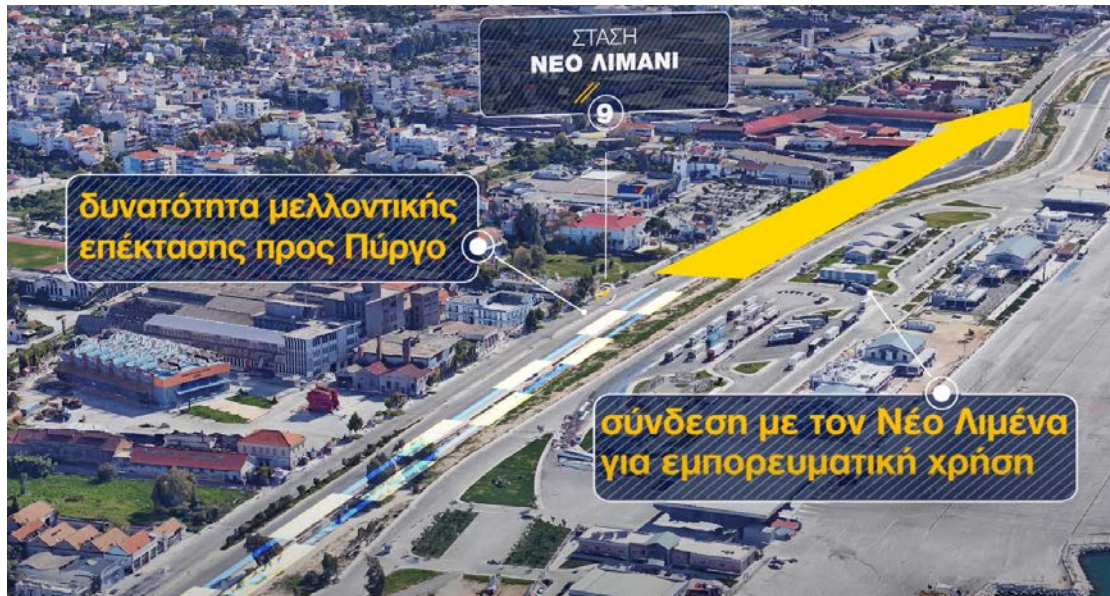 ΣΤΑΣΗ
ΝΕΟ ΛΙΜΑΝΙ
9
δυνατότητα μελλοντικής
επέκτασης προς Πύργο
σύνδεση με τον Νέο Λιμένα
για εμπορευματική χρήση